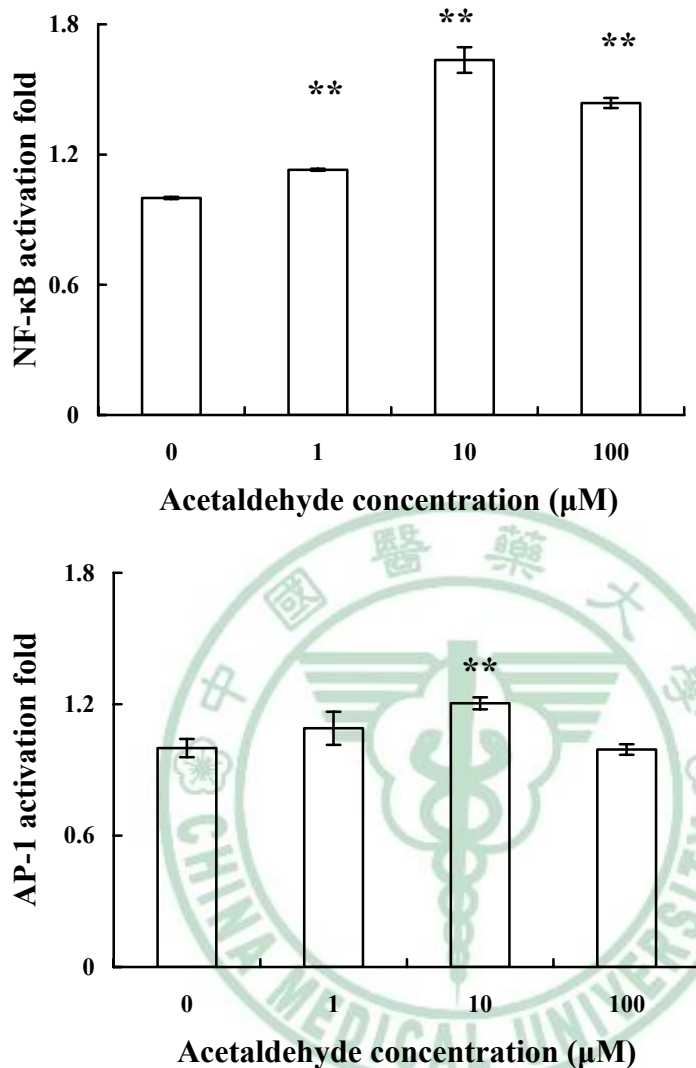 NF-κB activation fold
1.8
1.2
0.6
0
**
**
**
0 1 10 100
Acetaldehyde concentration (μM)
AP-1 activation fold
1.8
1.2
0.6
0
**
0 1 10 100
Acetaldehyde concentration (μM)
中國醫藥大學
CHINA MEDICAL UNIVERSITY